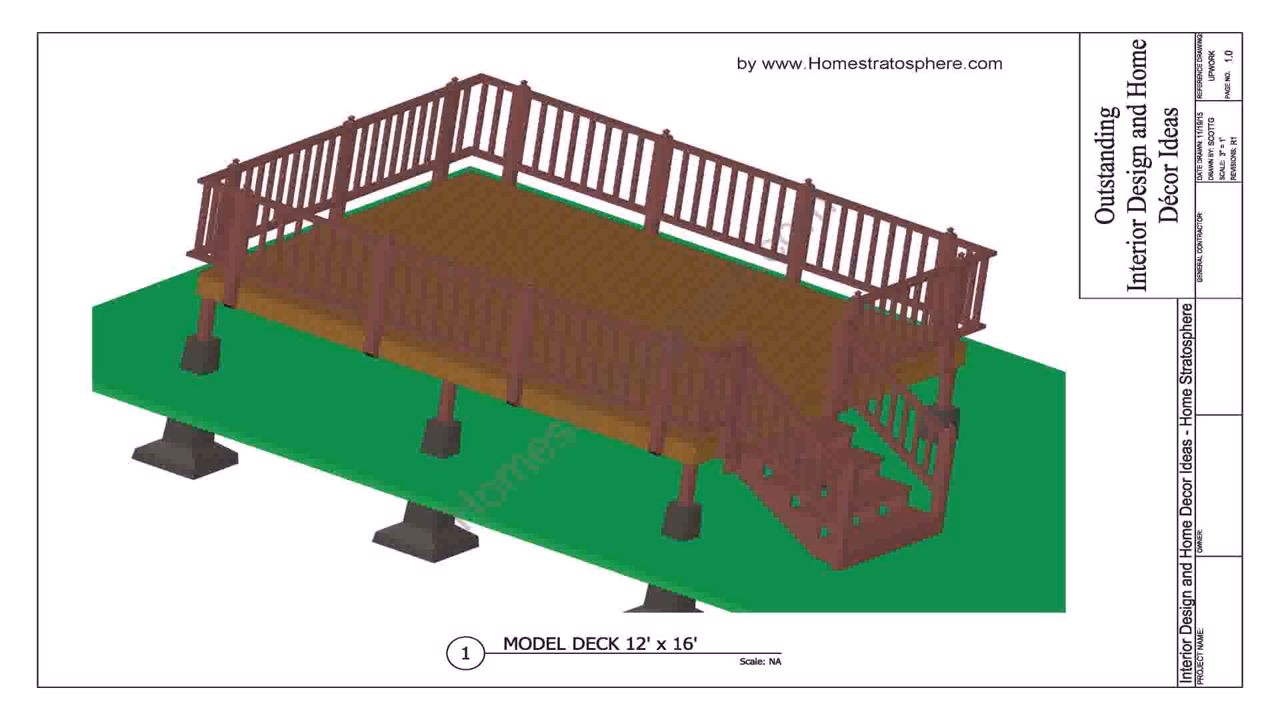 by www.Homestratosphere.com
Outstanding
Interior Design and Home
Décor Ideas
REFERENCE DRAWING:
UPWORK
PAGE NO. 1.0
DATE DRAWN: 11/19/15
DRAWN BY: SCOTTG
SCALE: 3" = 1'
REVISIONS: R1
GENERAL CONTRACTOR:
Interior Design and Home Decor Ideas - Home Stratosphere
OWNER:
PROJECT NAME:
1
MODEL DECK 12' x 16'
Scale: NA